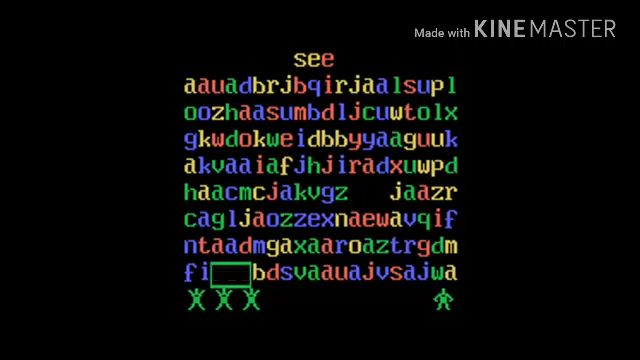 Made with KINEMASTER
see
aauadbrjbqirjaalsupl
oozhaasumbdljcuwtolx
gkwdokweidbbyyaaguuk
akvaaiafjhjiradxuwpd
haacmcjakvgz   jaazr
cagljaozzexnaewavqif
ntaadmgaxaaroaztrgdm
fi   bdsvaauajvsajwa